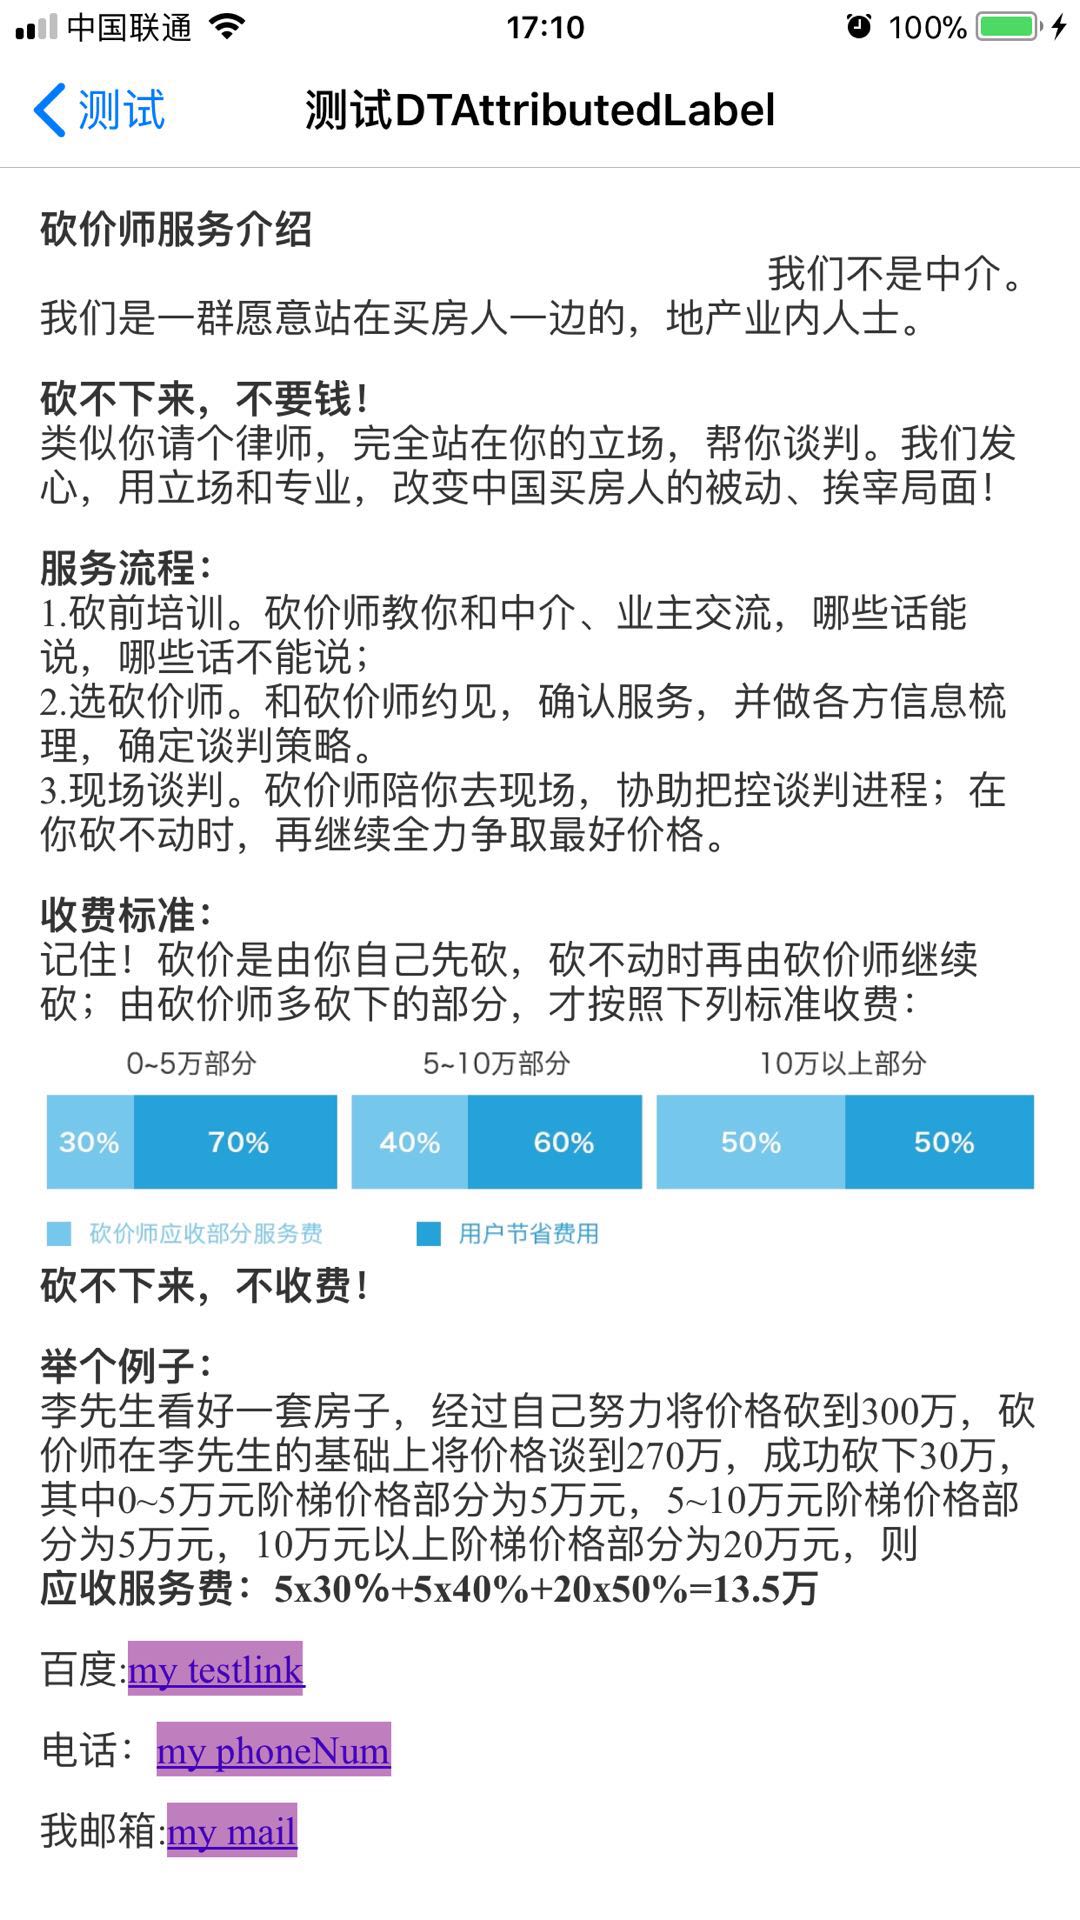 中国联通 17:10 100%
测试 测试DTAttributedLabel
砍价师服务介绍
我们不是中介。
我们是一群愿意站在买房人一边的，地产业内人士。
砍不下来，不要钱！
类似你请个律师，完全站在你的立场，帮你谈判。我们发
心，用立场和专业，改变中国买房人的被动、挨宰局面！
服务流程：
1.砍前培训。砍价师教你和中介、业主交流，哪些话能
说，哪些话不能说；
2.选砍价师。和砍价师约见，确认服务，并做各方信息梳
理，确定谈判策略。
3.现场谈判。砍价师陪你去现场，协助把控谈判进程；在
你砍不动时，再继续全力争取最好价格。
收费标准：
记住！砍价是由你自己先砍，砍不动时再由砍价师继续
砍；由砍价师多砍下的部分，才按照下列标准收费：
0~5万部分 5~10万部分 10万以上部分
30% 70% 40% 60% 50% 50%
砍价师应收部分服务费 用户节省费用
砍不下来，不收费！
举个例子：
李先生看好一套房子，经过自己努力将价格砍到300万，砍
价师在李先生的基础上将价格谈到270万，成功砍下30万，
其中0~5万元阶梯价格部分为5万元，5~10万元阶梯价格部
分为5万元，10万元以上阶梯价格部分为20万元，则
应收服务费：5x30%+5x40%+20x50%=13.5万
百度:my testlink
电话：my phoneNum
我邮箱:my mail